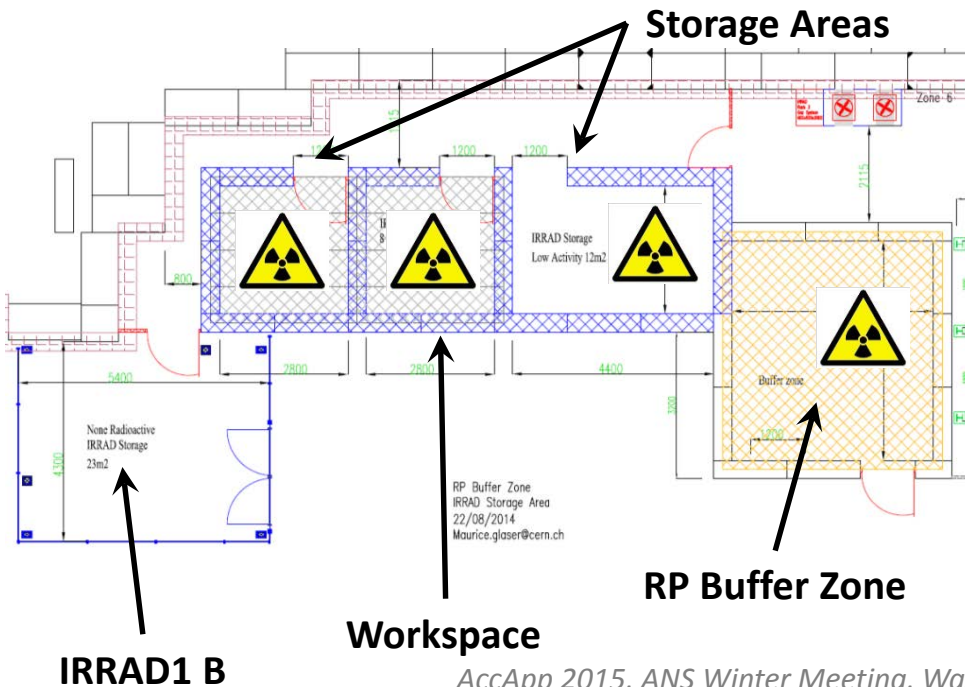 Storage Areas
Zone 6
1200
1200
2115
IRRAD Storage
Low Activity 12m2
800
5400
2800
2800
4400
Buffer zone
3200
1700
None Radioactive
IRRAD Storage
23m2
4300
RP Buffer Zone
IRRAD Storage Area
22/08/2014
Maurice.glaser@cern.ch
RP Buffer Zone
Workspace
IRRAD1 B
AccApp 2015, ANS Winter Meeting, Wa